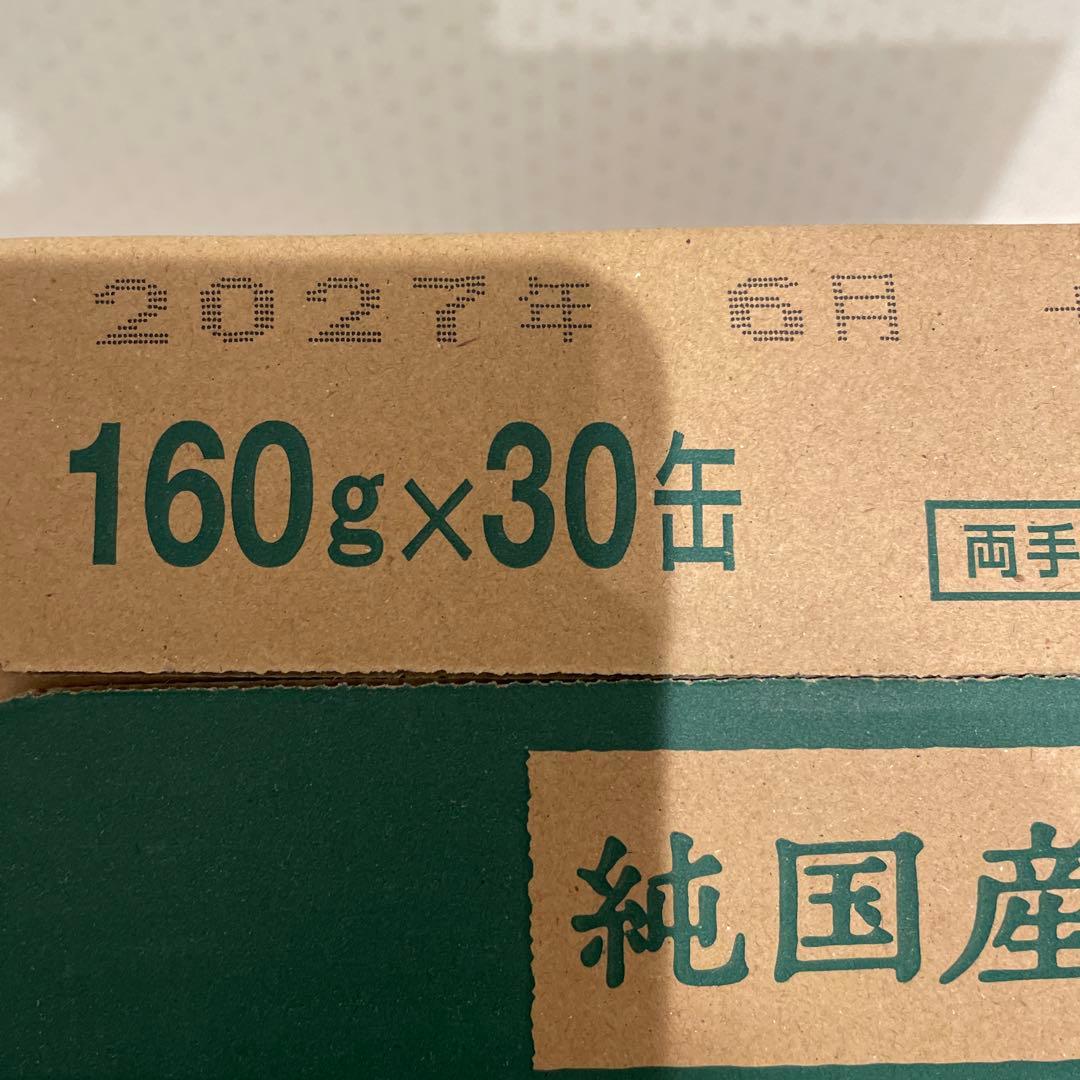 2027年 6月
160g×30缶
両手
純国産